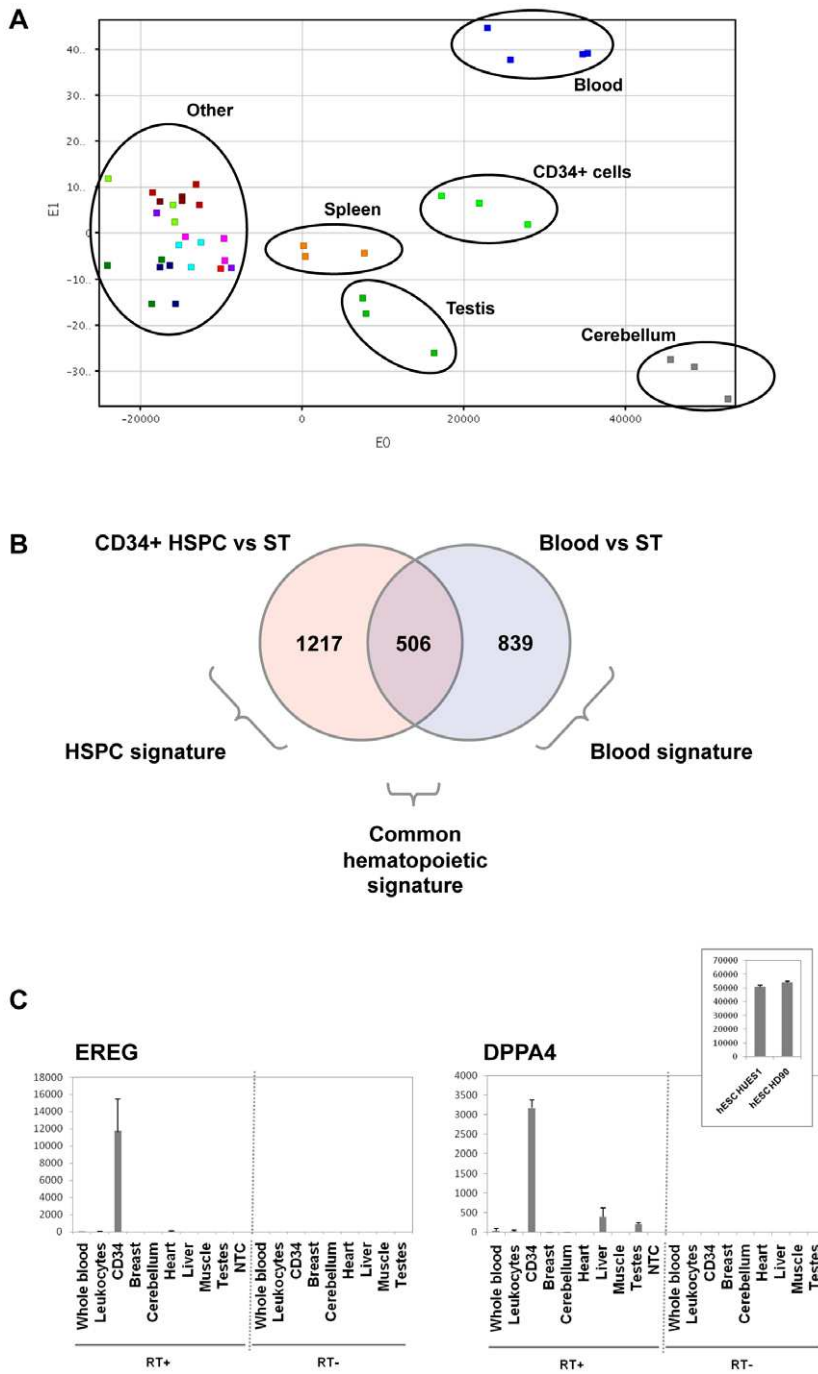 A
40..
30..
20..
10..
0
-10..
-20..
-30..
E1
-20000
0
20000
40000
E0
Other
Blood
CD34+ cells
Spleen
Testis
Cerebellum
B
CD34+ HSPC vs ST
Blood vs ST
1217
506
839
HSPC signature
Blood signature
Common
hematopoietic
signature
C
EREG
18000
16000
14000
12000
10000
8000
6000
4000
2000
0
Whole blood
Leukocytes
CD34
Breast
Cerebellum
Heart
Liver
Muscle
Testes
NTC
Whole blood
Leukocytes
CD34
Breast
Cerebellum
Heart
Liver
Muscle
Testes
RT+
RT-
DPPA4
4000
3500
3000
2500
2000
1500
1000
500
0
Whole blood
Leukocytes
CD34
Breast
Cerebellum
Heart
Liver
Muscle
Testes
NTC
Whole blood
Leukocytes
CD34
Breast
Cerebellum
Heart
Liver
Muscle
Testes
RT+
RT-
70000
60000
50000
40000
30000
20000
10000
0
hESC HUES1
hESC HD90